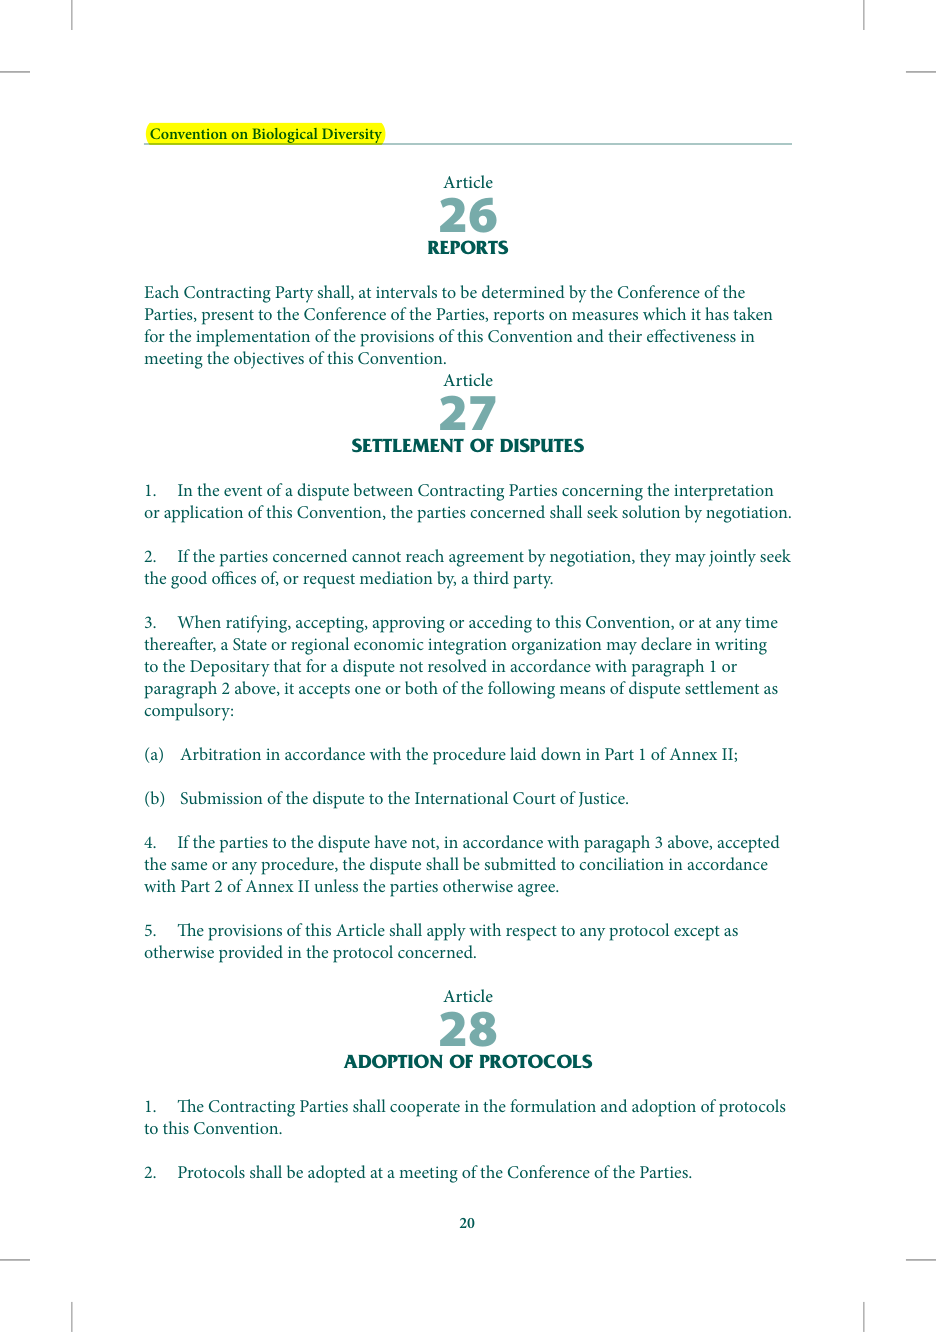 Convention on Biological Diversity
Article
26
REPORTS
Each Contracting Party shall, at intervals to be determined by the Conference of the
Parties, present to the Conference of the Parties, reports on measures which it has taken
for the implementation of the provisions of this Convention and their effectiveness in
meeting the objectives of this Convention.
Article
27
SETTLEMENT OF DISPUTES
1. In the event of a dispute between Contracting Parties concerning the interpretation
or application of this Convention, the parties concerned shall seek solution by negotiation.
2. If the parties concerned cannot reach agreement by negotiation, they may jointly seek
the good offices of, or request mediation by, a third party.
3. When ratifying, accepting, approving or acceding to this Convention, or at any time
thereafter, a State or regional economic integration organization may declare in writing
to the Depositary that for a dispute not resolved in accordance with paragraph 1 or
paragraph 2 above, it accepts one or both of the following means of dispute settlement as
compulsory:
(a) Arbitration in accordance with the procedure laid down in Part 1 of Annex II;
(b) Submission of the dispute to the International Court of Justice.
4. If the parties to the dispute have not, in accordance with paragaph 3 above, accepted
the same or any procedure, the dispute shall be submitted to conciliation in accordance
with Part 2 of Annex II unless the parties otherwise agree.
5. The provisions of this Article shall apply with respect to any protocol except as
otherwise provided in the protocol concerned.
Article
28
ADOPTION OF PROTOCOLS
1. The Contracting Parties shall cooperate in the formulation and adoption of protocols
to this Convention.
2. Protocols shall be adopted at a meeting of the Conference of the Parties.
20